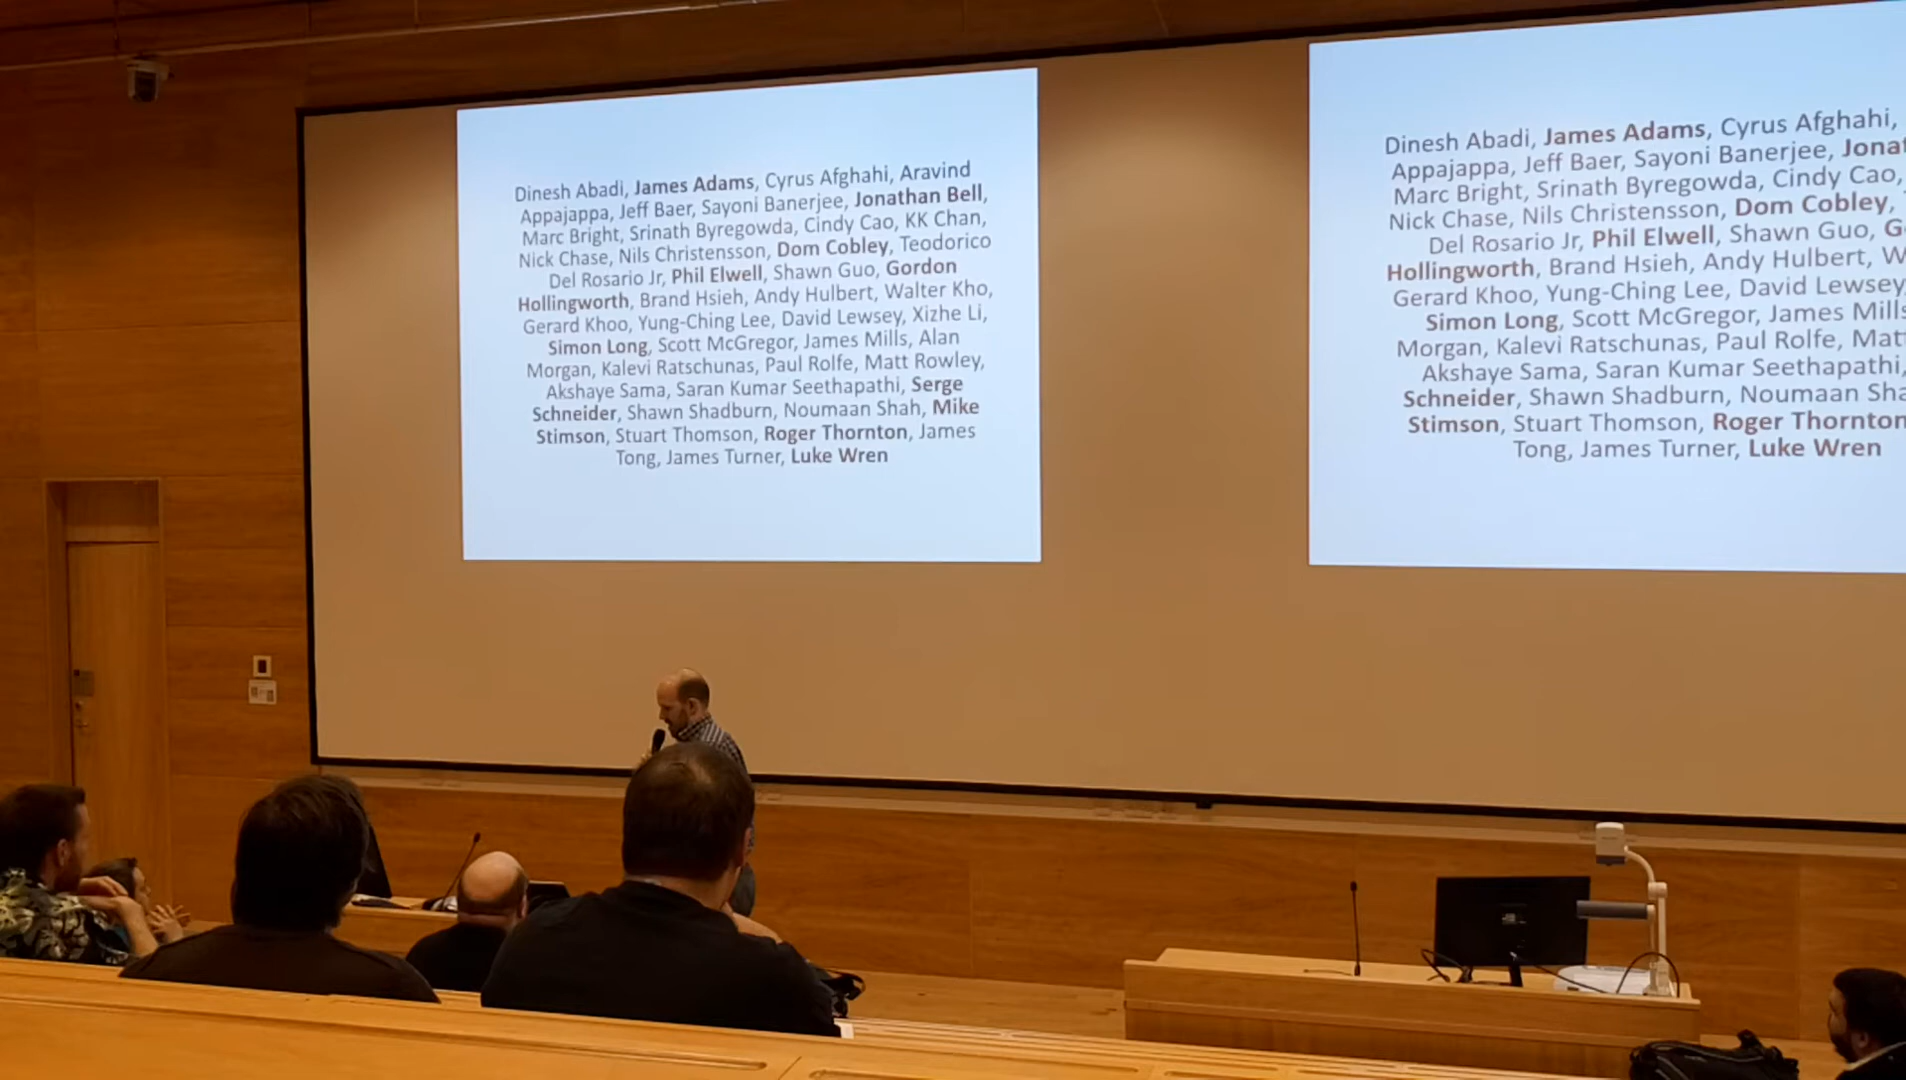 Dinesh Abadi, James Adams, Cyrus Afghahi, Aravind
Appajappa, Jeff Baer, Sayoni Banerjee, Jonathan Bell,
Marc Bright, Srinath Byregowda, Cindy Cao, KK Chan,
Nick Chase, Nils Christensson, Dom Cobley, Teodorico
Del Rosario Jr, Phil Elwell, Shawn Guo, Gordon
Hollingworth, Brand Hsieh, Andy Hulbert, Walter Kho,
Gerard Khoo, Yung-Ching Lee, David Lewsey, Xizhe Li,
Simon Long, Scott McGregor, James Mills, Alan
Morgan, Kalevi Ratschunas, Paul Rolfe, Matt Rowley,
Akshaye Sama, Saran Kumar Seethapathi, Serge
Schneider, Shawn Shadburn, Noumaan Shah, Mike
Stimson, Stuart Thomson, Roger Thornton, James
Tong, James Turner, Luke Wren
Dinesh Abadi, James Adams, Cyrus Afghahi,
Appajappa, Jeff Baer, Sayoni Banerjee, Jona
Marc Bright, Srinath Byregowda, Cindy Cao,
Nick Chase, Nils Christensson, Dom Cobley,
Del Rosario Jr, Phil Elwell, Shawn Guo, G
Hollingworth, Brand Hsieh, Andy Hulbert, W
Gerard Khoo, Yung-Ching Lee, David Lewsey
Simon Long, Scott McGregor, James Mills
Morgan, Kalevi Ratschunas, Paul Rolfe, Mat
Akshaye Sama, Saran Kumar Seethapathi,
Schneider, Shawn Shadburn, Noumaan Sha
Stimson, Stuart Thomson, Roger Thornton
Tong, James Turner, Luke Wren